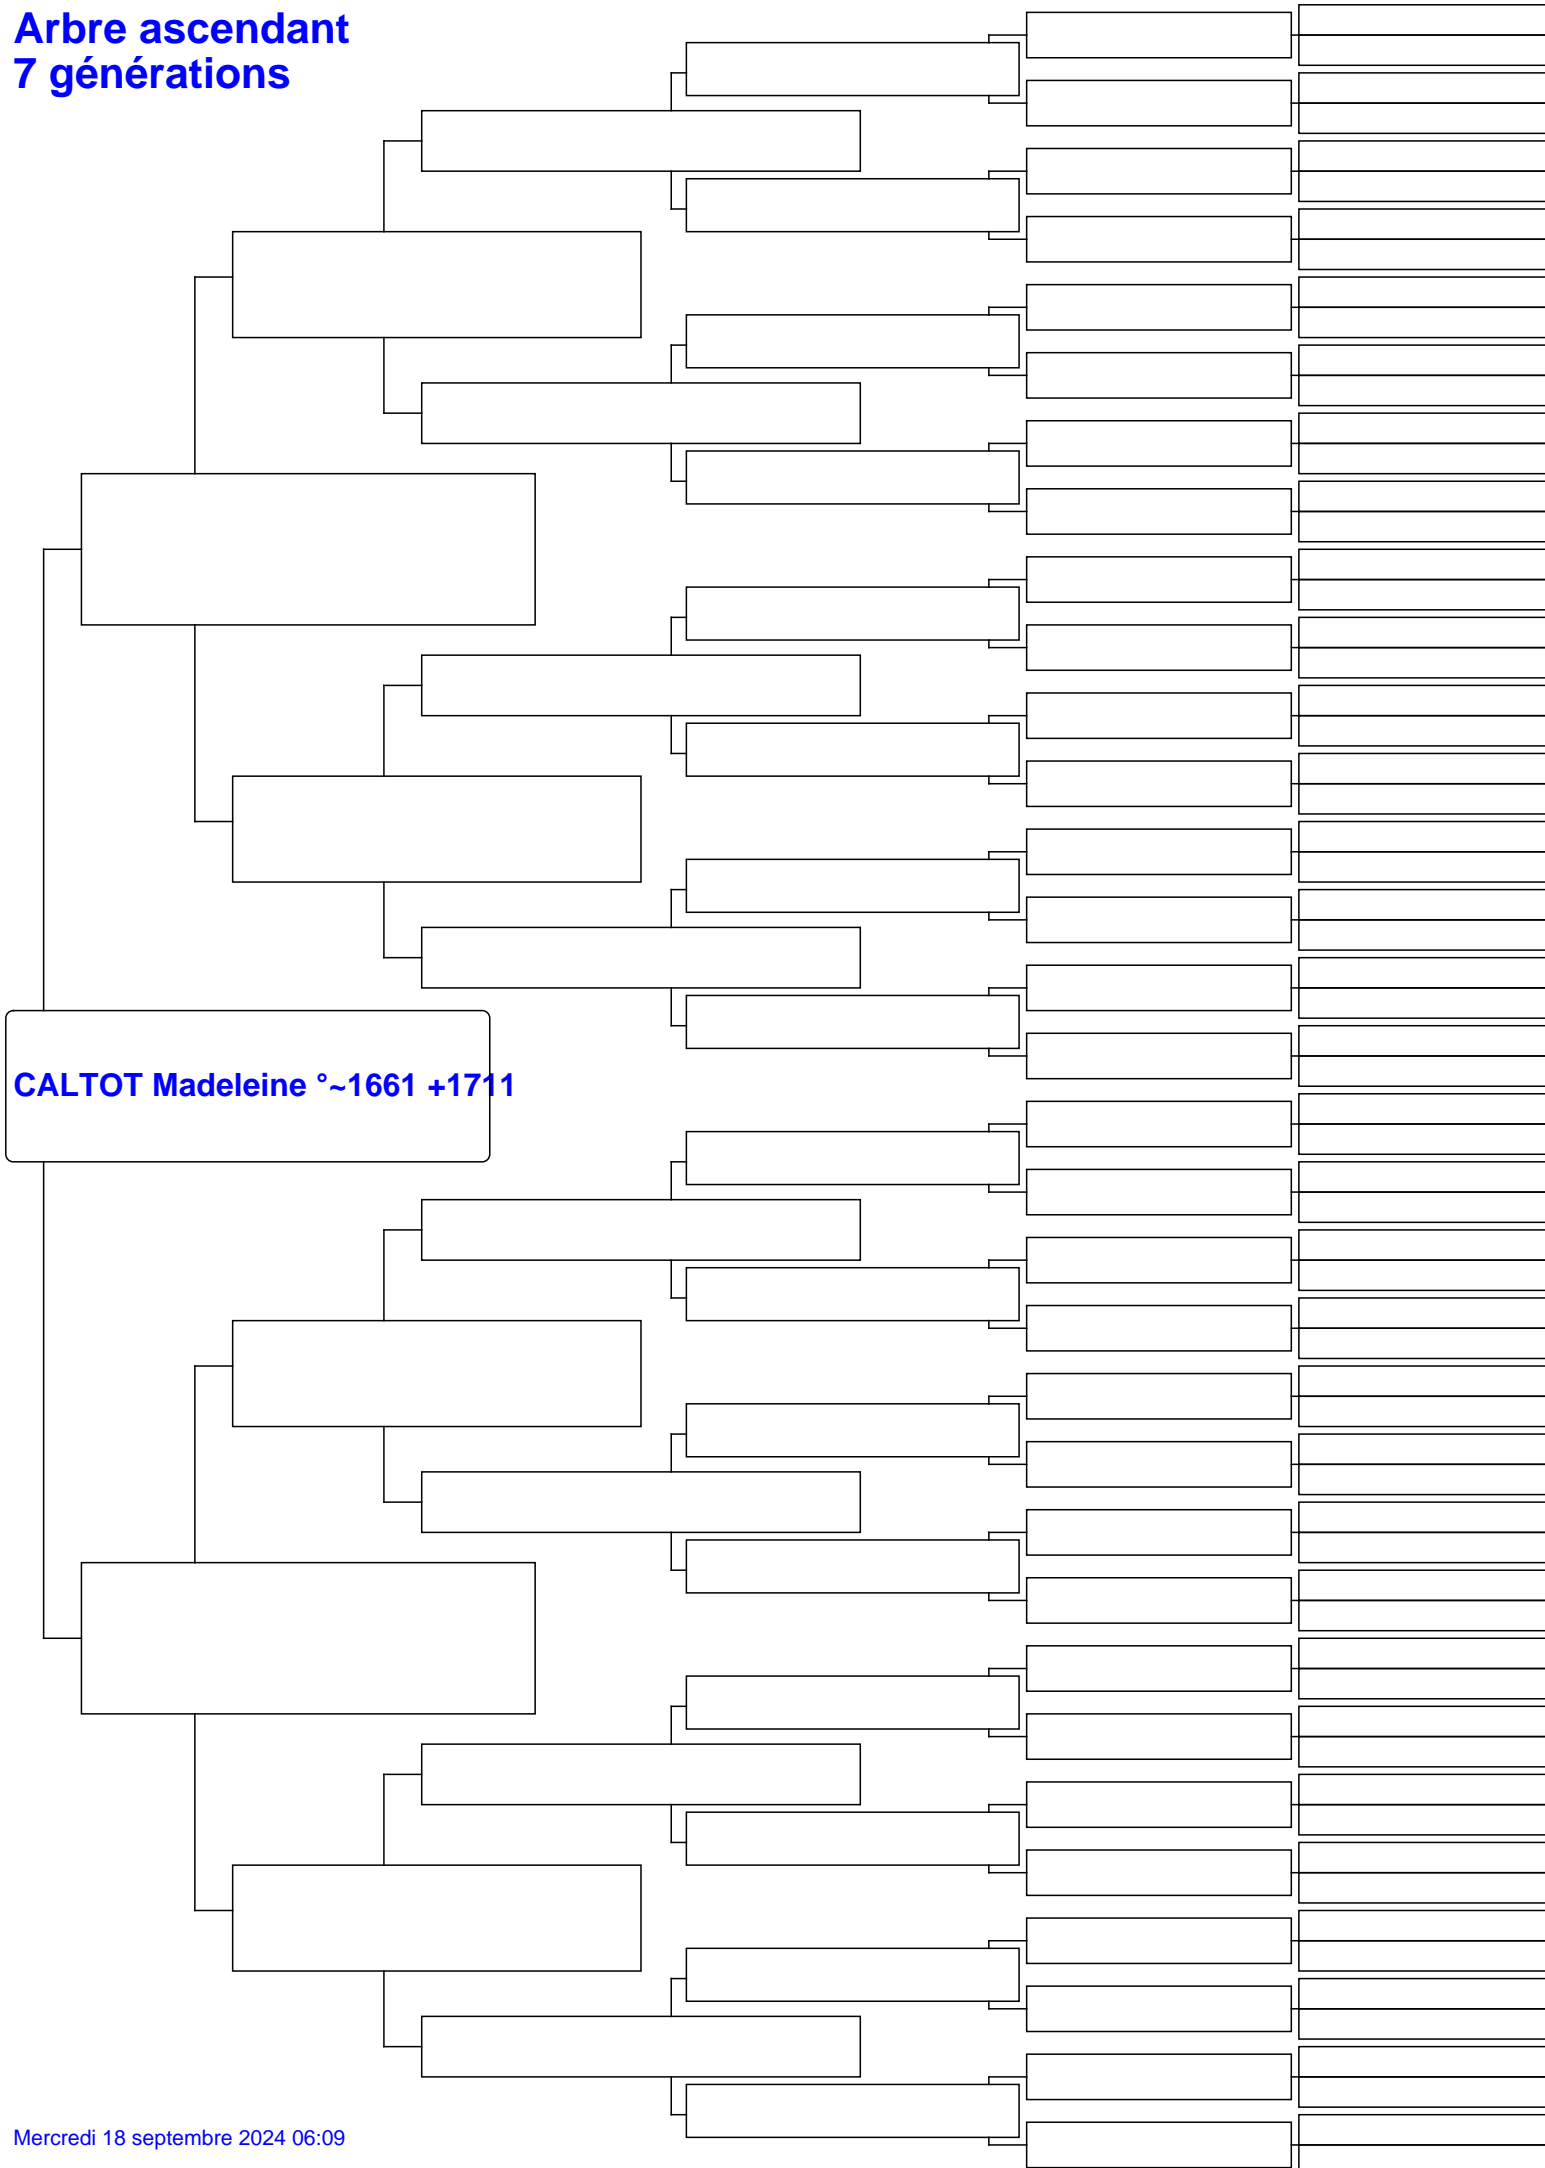 Arbre ascendant
7 générations
CALTOT Madeleine °~1661 +1711
Mercredi 18 septembre 2024 06:09